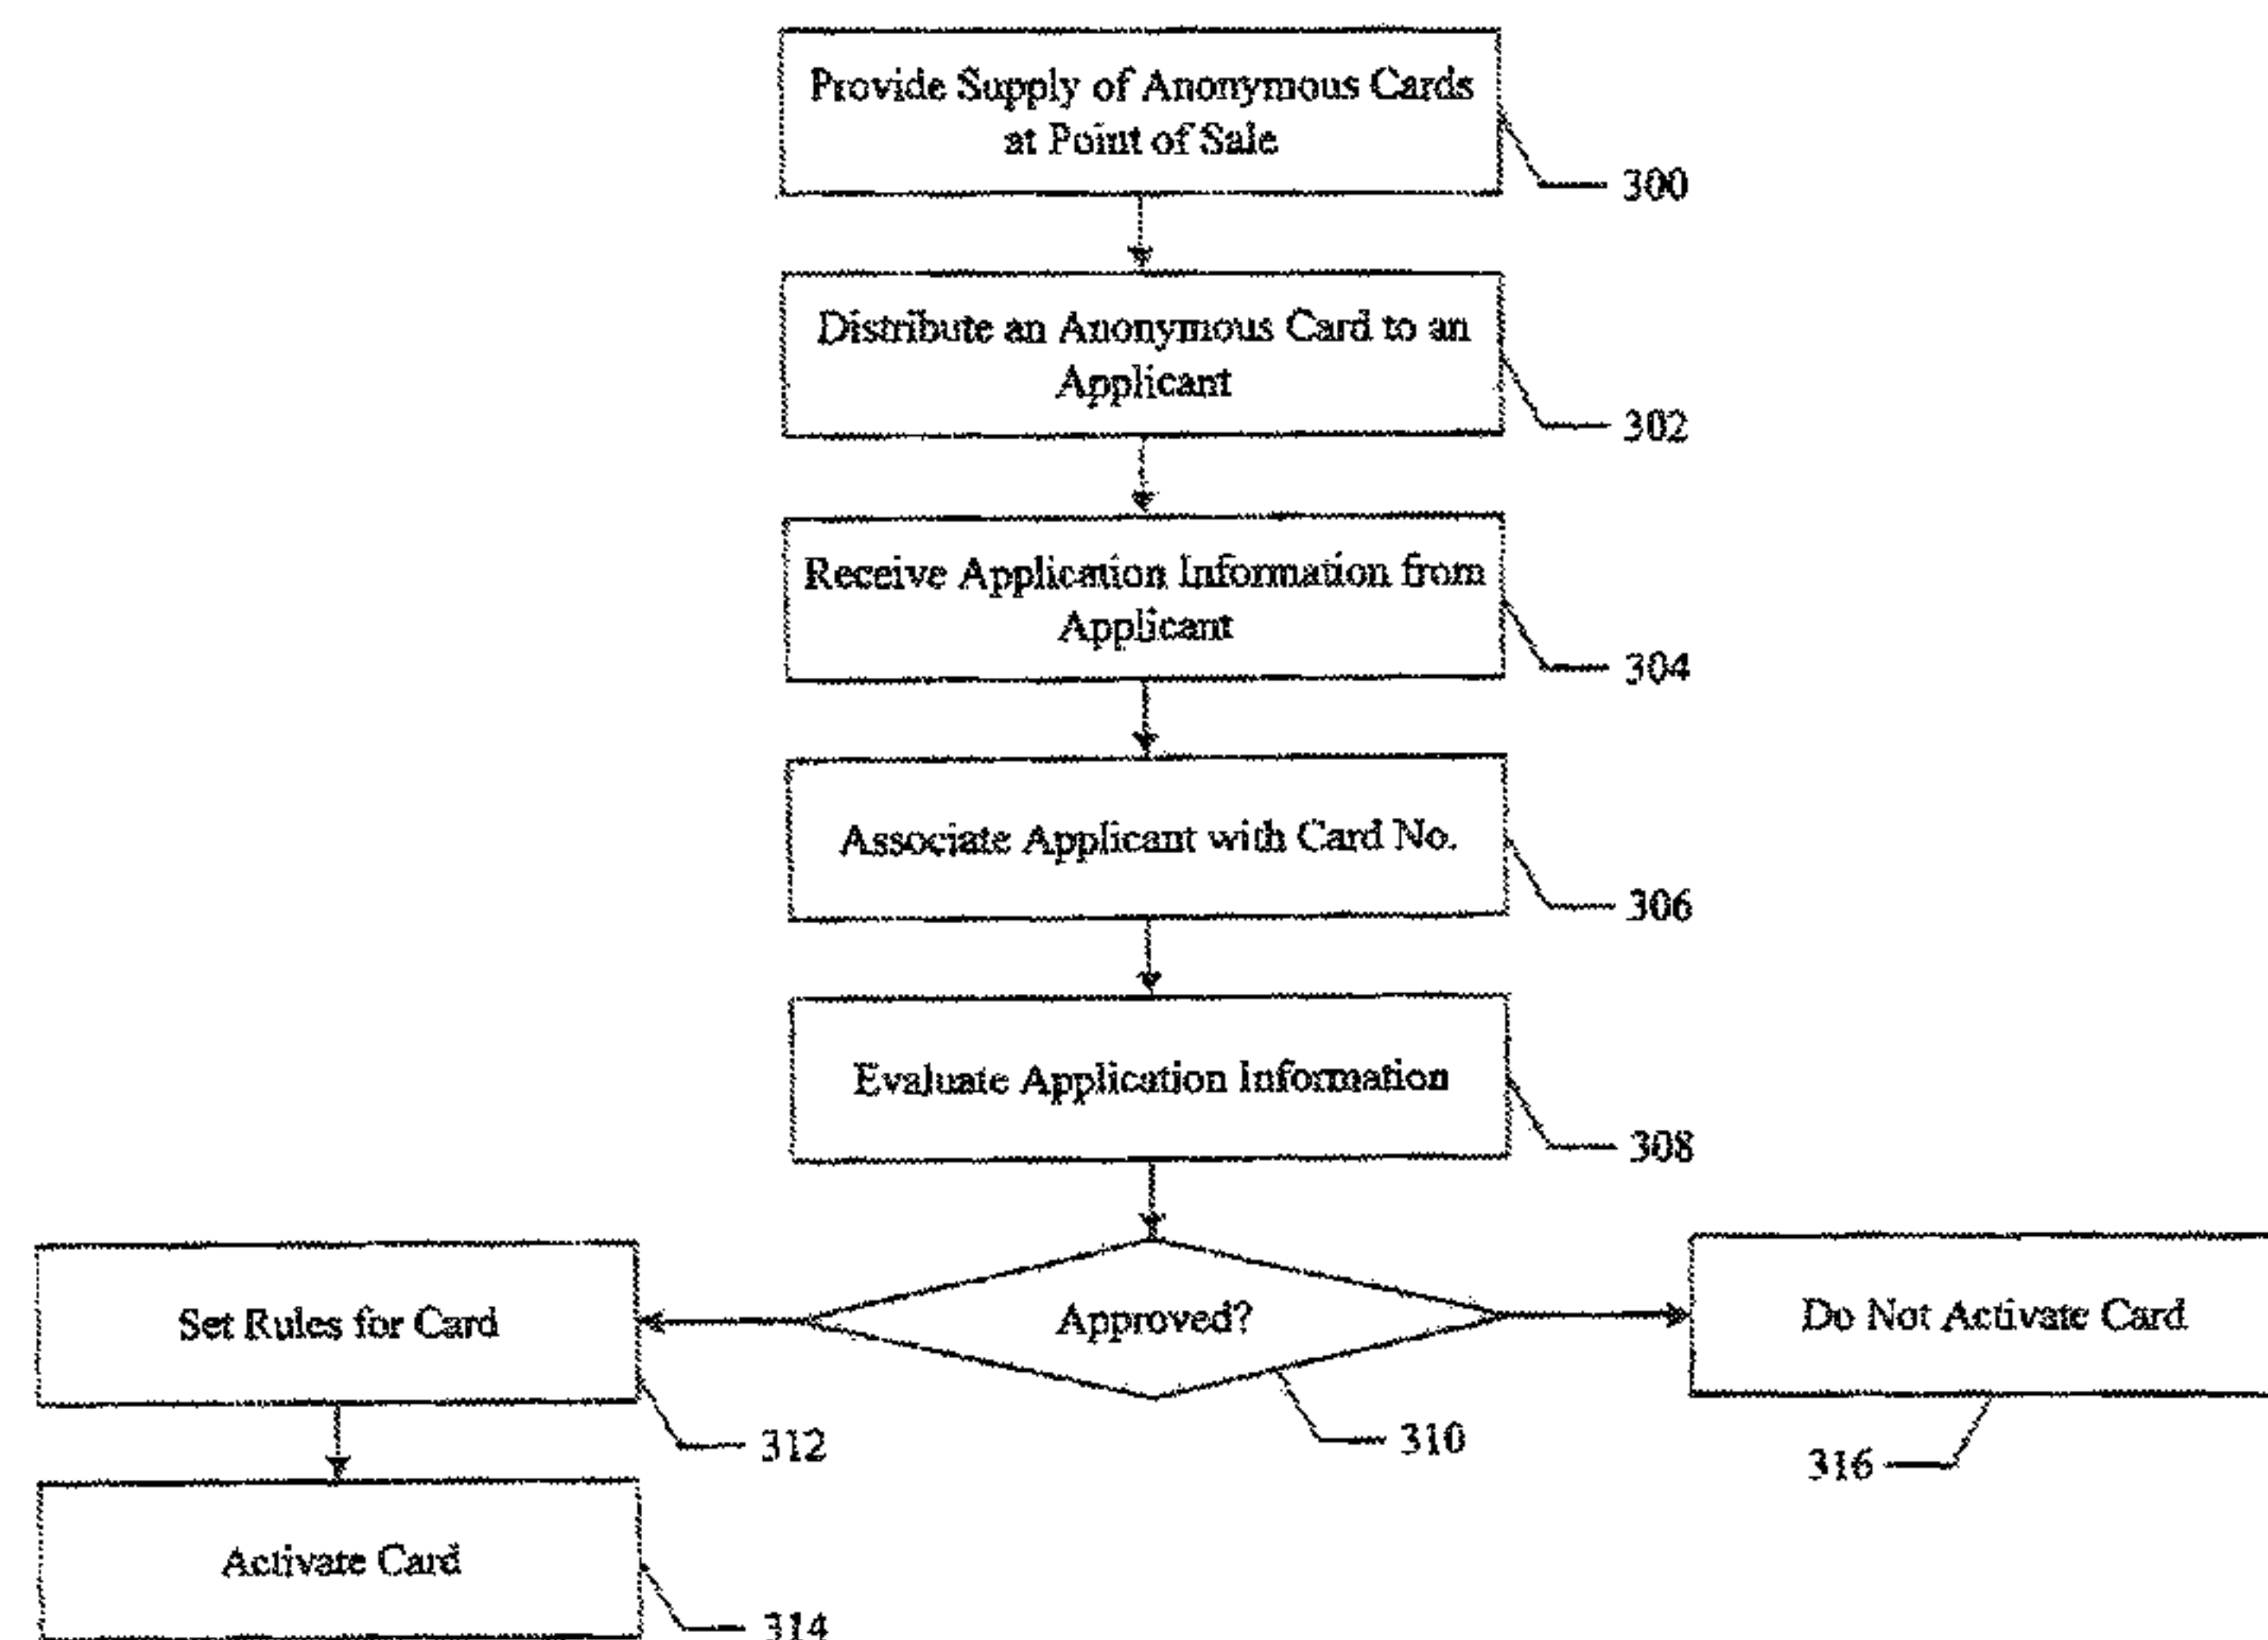 Provide Supply of Anonymous Cards
at Point of Sale
300
Distribute an Anonymous Card to an
Applicant
302
Receive Application Information from
Applicant
304
Associate Applicant with Card No.
306
Evaluate Application Information
308
Set Rules for Card
Approved?
Do Not Activate Card
312
310
316
Activate Card
314